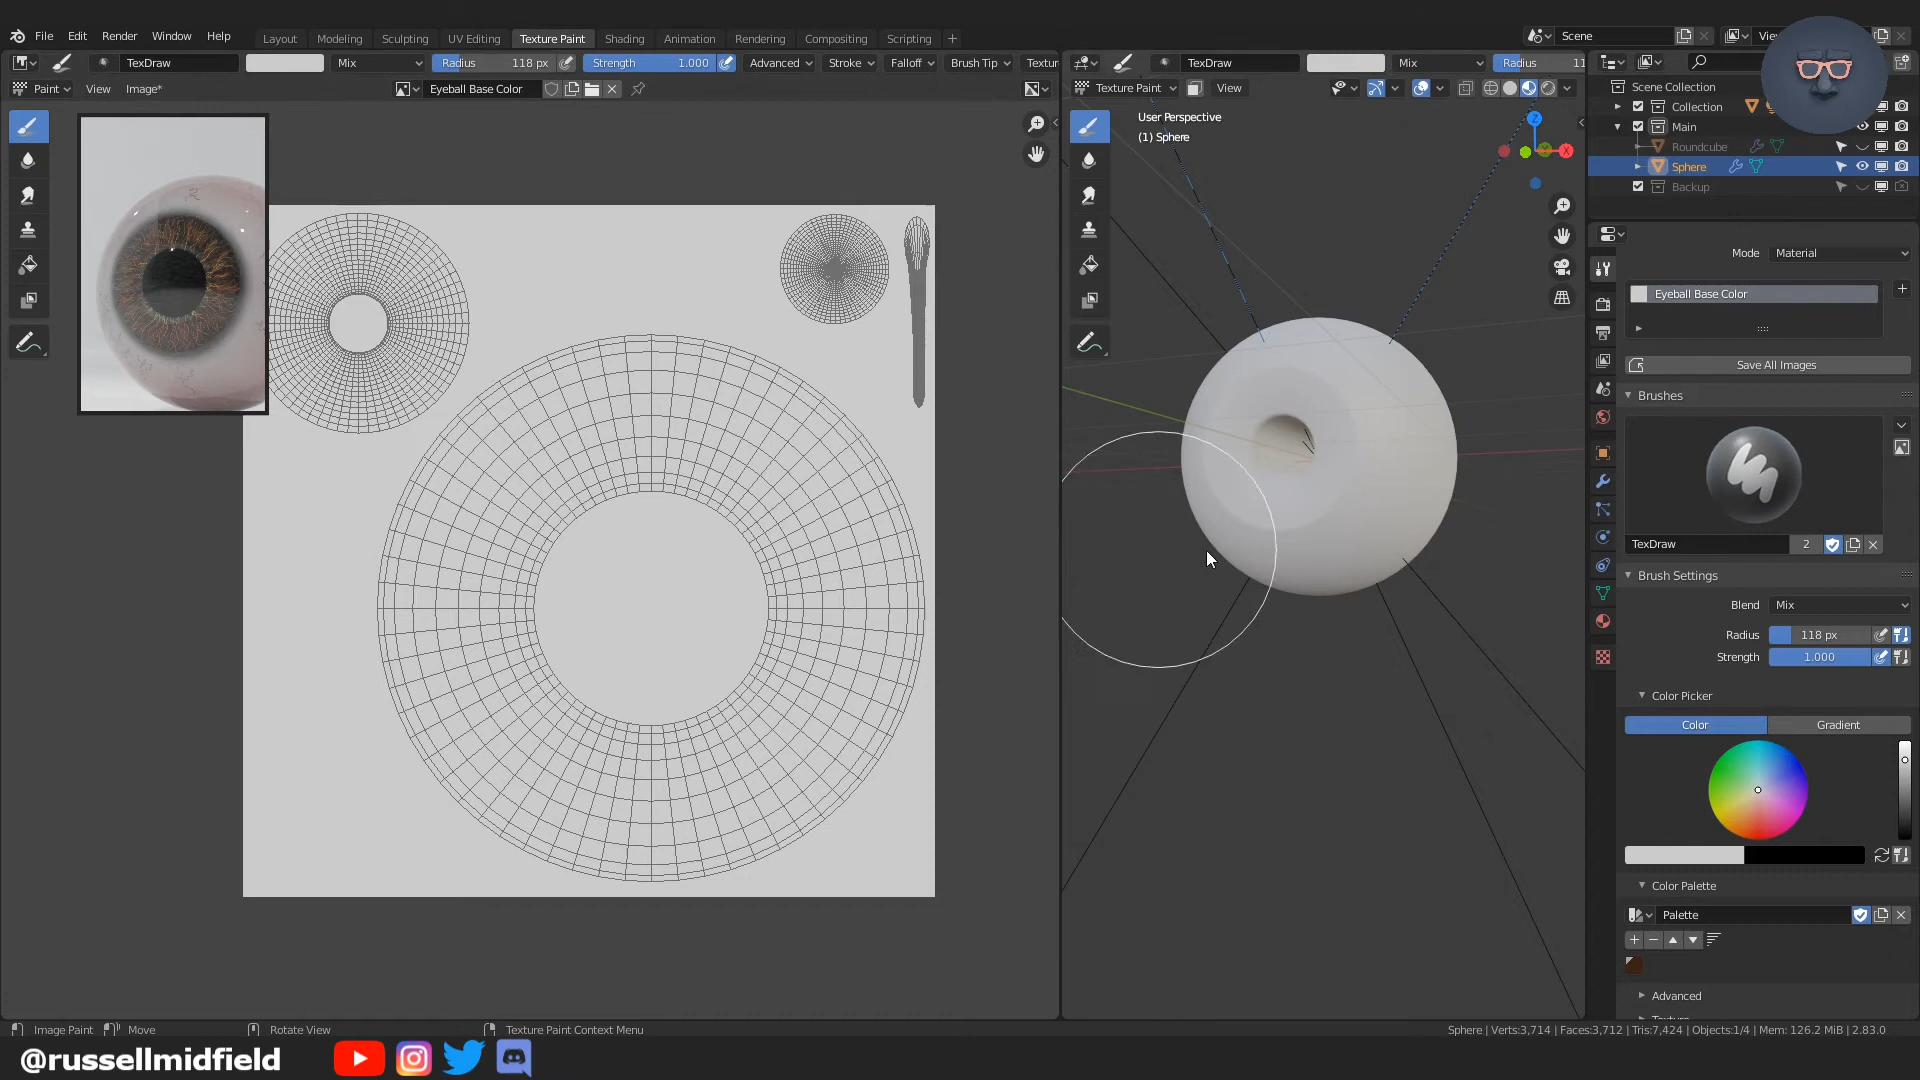 File Edit Render Window Help
Layout Modeling Sculpting UV Editing Texture Paint Shading Animation Rendering Compositing Scripting
Scene
TexDraw Mix Radius 118 px Strength 1.000 Advanced Stroke Falloff Brush Tip Textur
TexDraw Mix Radius 11
Paint View Image* Eyeball Base Color
Texture Paint View
Scene Collection
Collection
Main
Roundcube
Sphere
Backup
User Perspective
(1) Sphere
Mode Material
Eyeball Base Color
Save All Images
Brushes
TexDraw 2
Brush Settings
Blend Mix
Radius 118 px
Strength 1.000
Color Picker
Color Gradient
Color Palette
Palette
Advanced
Image Paint Move Rotate View Texture Paint Context Menu
Sphere | Verts:3,714 | Faces:3,712 | Tris:7,424 | Objects:1/4 | Mem: 126.2 MiB | 2.83.0
@russellmidfield